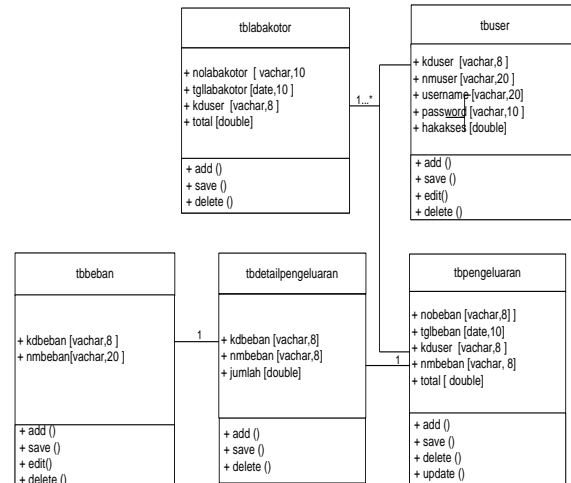 tblabakotor
+ nolabakotor [ vachar,10
+ tgllabakotor [date,10 ]
+ kduser [vachar,8 ]
+ total [double]
+ add ()
+ save ()
+ delete ()
1...*
tbuser
+ kduser [vachar,8 ]
+ nmuser [vachar,20 ]
+ username [vachar,20]
+ password [vachar,10 ]
+ hakakses [double]
+ add ()
+ save ()
+ edit()
+ delete ()
tbbeban
+ kdbeban [vachar,8 ]
+ nmbeban[vachar,20 ]
+ add ()
+ save ()
+ edit()
+ delete ()
1
tbdetailpengeluaran
+ kdbeban [vachar,8]
+ nmbeban [vachar,8]
+ jumlah [double]
+ add ()
+ save ()
+ delete ()
1
tbpengeluaran
+ nobeban [vachar,8] ]
+ tglbeban [date,10]
+ kduser [vachar,8 ]
+ nmbeban [vachar, 8]
+ total [ double]
+ add ()
+ save ()
+ delete ()
+ update ()